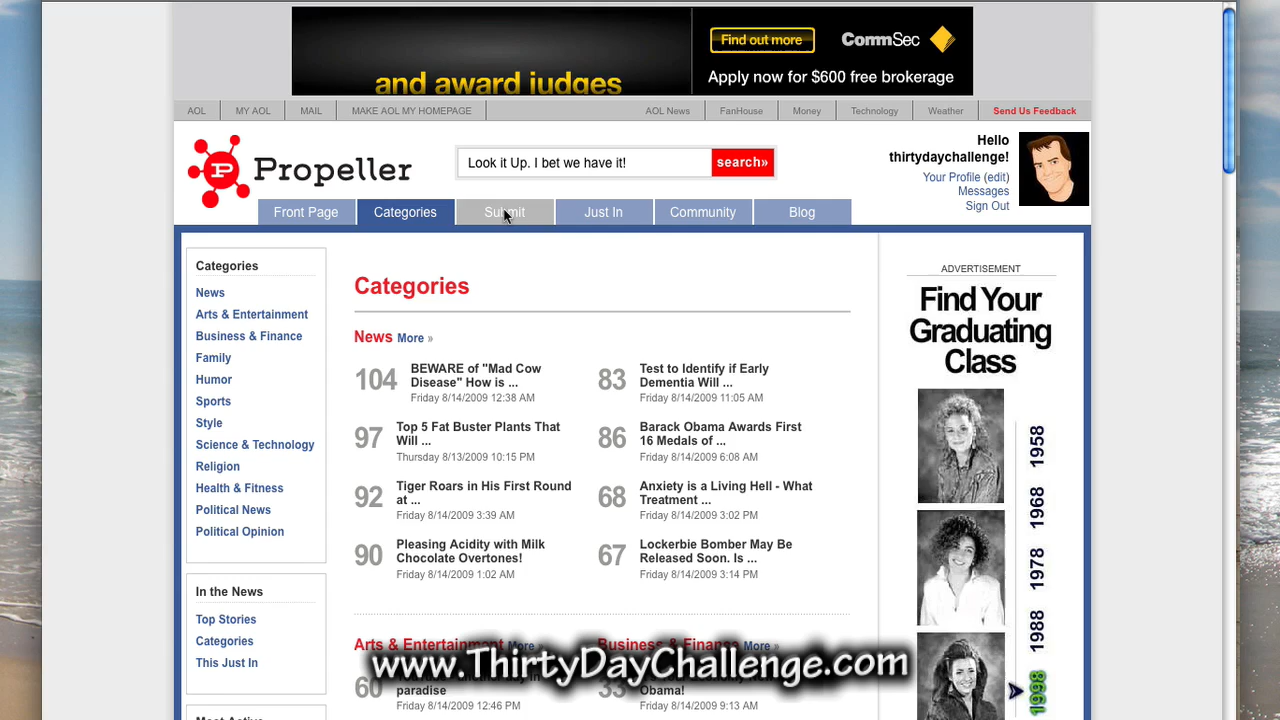 and award judges
Find out more
CommSec
Apply now for $600 free brokerage
AOL
MY AOL
MAIL
MAKE AOL MY HOMEPAGE
AOL News
FanHouse
Money
Technology
Weather
Send Us Feedback
P Propeller
Look it Up. I bet we have it!
search»
Hello
thirtydaychallenge!
Your Profile (edit)
Messages
Sign Out
Front Page
Categories
Submit
Just In
Community
Blog
Categories
News
Arts & Entertainment
Business & Finance
Family
Humor
Sports
Style
Science & Technology
Religion
Health & Fitness
Political News
Political Opinion
In the News
Top Stories
Categories
This Just In
Categories
News More »
104
BEWARE of "Mad Cow
Disease" How is ...
Friday 8/14/2009 12:38 AM
83
Test to Identify if Early
Dementia Will ...
Friday 8/14/2009 11:05 AM
97
Top 5 Fat Buster Plants That
Will ...
Thursday 8/13/2009 10:15 PM
86
Barack Obama Awards First
16 Medals of ...
Friday 8/14/2009 6:08 AM
92
Tiger Roars in His First Round
at ...
Friday 8/14/2009 3:39 AM
68
Anxiety is a Living Hell - What
Treatment ...
Friday 8/14/2009 3:02 PM
90
Pleasing Acidity with Milk
Chocolate Overtones!
Friday 8/14/2009 1:02 AM
67
Lockerbie Bomber May Be
Released Soon. Is ...
Friday 8/14/2009 3:14 PM
Arts & Entertainment More »
Business & Finance More »
60
paradise
Friday 8/14/2009 12:46 PM
Obama!
Friday 8/14/2009 9:13 AM
www.ThirtyDayChallenge.com
ADVERTISEMENT
Find Your
Graduating
Class
1958
1968
1978
1988
1998